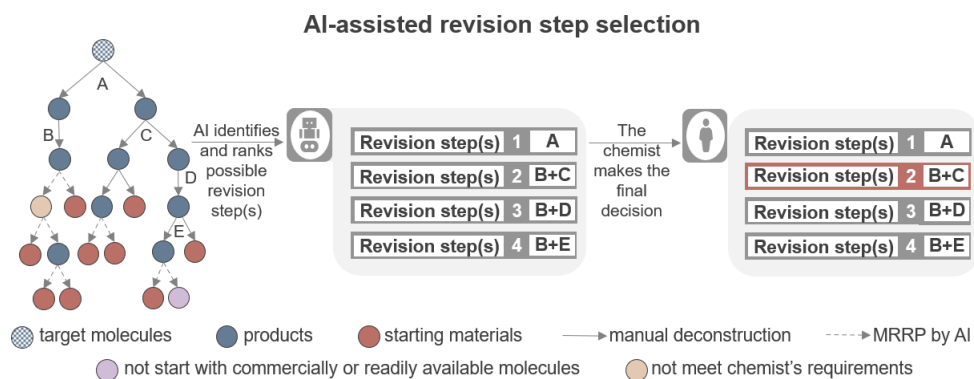 AI-assisted revision step selection
A
B
C
D
E
AI identifies
and ranks
possible
revision
step(s)
Revision step(s) 1 A
Revision step(s) 2 B+C
Revision step(s) 3 B+D
Revision step(s) 4 B+E
The
chemist
makes the
final
decision
Revision step(s) 1 A
Revision step(s) 2 B+C
Revision step(s) 3 B+D
Revision step(s) 4 B+E
target molecules products starting materials manual deconstruction MRRP by AI
not start with commercially or readily available molecules not meet chemist's requirements